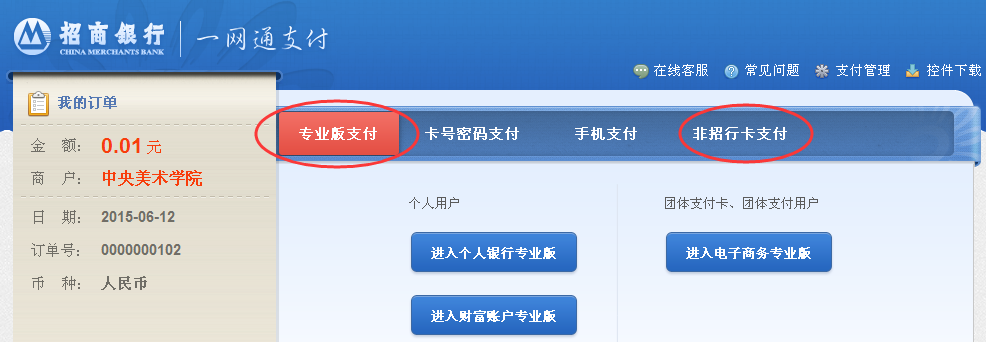 招商银行 一网通支付
CHINA MERCHANTS BANK
在线客服 常见问题 支付管理 控件下载
我的订单
金 额: 0.01 元
商 户: 中央美术学院
日 期: 2015-06-12
订单号: 0000000102
币 种: 人民币
专业版支付 卡号密码支付 手机支付 非招行卡支付
个人用户
进入个人银行专业版
进入财富账户专业版
团体支付卡、团体支付用户
进入电子商务专业版